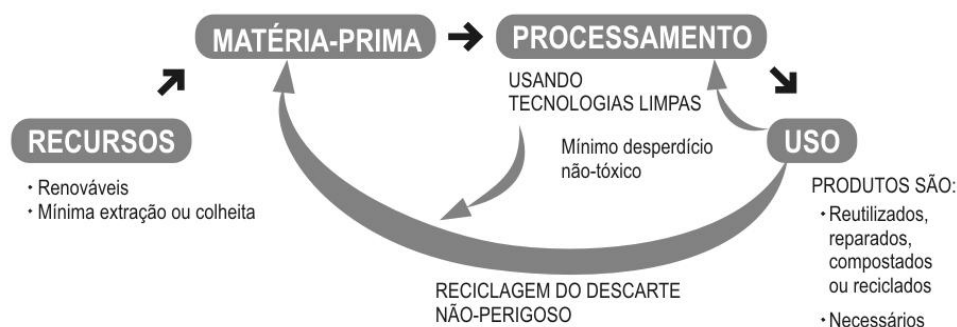 MATÉRIA-PRIMA
PROCESSAMENTO
USANDO
TECNOLOGIAS LIMPAS
RECURSOS
• Renováveis
• Mínima extração ou colheita
Mínimo desperdício
não-tóxico
USO
PRODUTOS SÃO:
• Reutilizados,
reparados,
compostados
ou reciclados
• Necessários
RECICLAGEM DO DESCARTE
NÃO-PERIGOSO